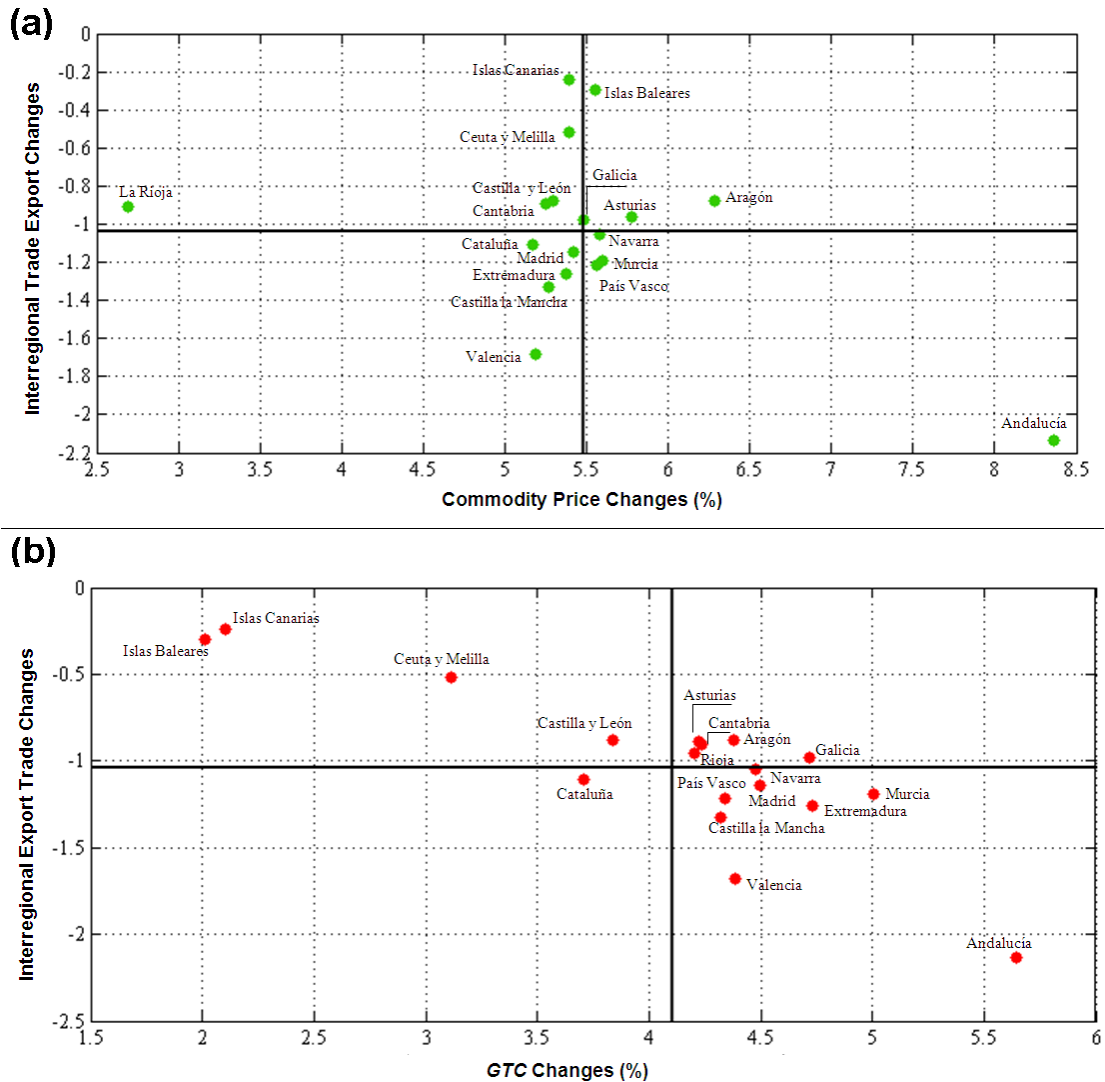 (a)
Interregional Trade Export Changes
0
-0.2
-0.4
-0.6
-0.8
-1
-1.2
-1.4
-1.6
-1.8
-2
-2.2
Islas Canarias
Islas Baleares
Ceuta y Melilla
Galicia
La Rioja
Castilla y León
Aragón
Cantabria
Asturias
Cataluña
Navarra
Madrid
Murcia
Extremadura
País Vasco
Castilla la Mancha
Valencia
Andalucía
2.5 3 3.5 4 4.5 5 5.5 6 6.5 7 7.5 8 8.5
Commodity Price Changes (%)
(b)
Interregional Export Trade Changes
0
-0.5
-1
-1.5
-2
-2.5
Islas Canarias
Islas Baleares
Ceuta y Melilla
Asturias
Castilla y León
Cantabria
Aragón
Galicia
Rioja
Navarra
País Vasco
Cataluña
Madrid
Murcia
Extremadura
Castilla la Mancha
Valencia
Andalucía
1.5 2 2.5 3 3.5 4 4.5 5 5.5 6
GTC Changes (%)